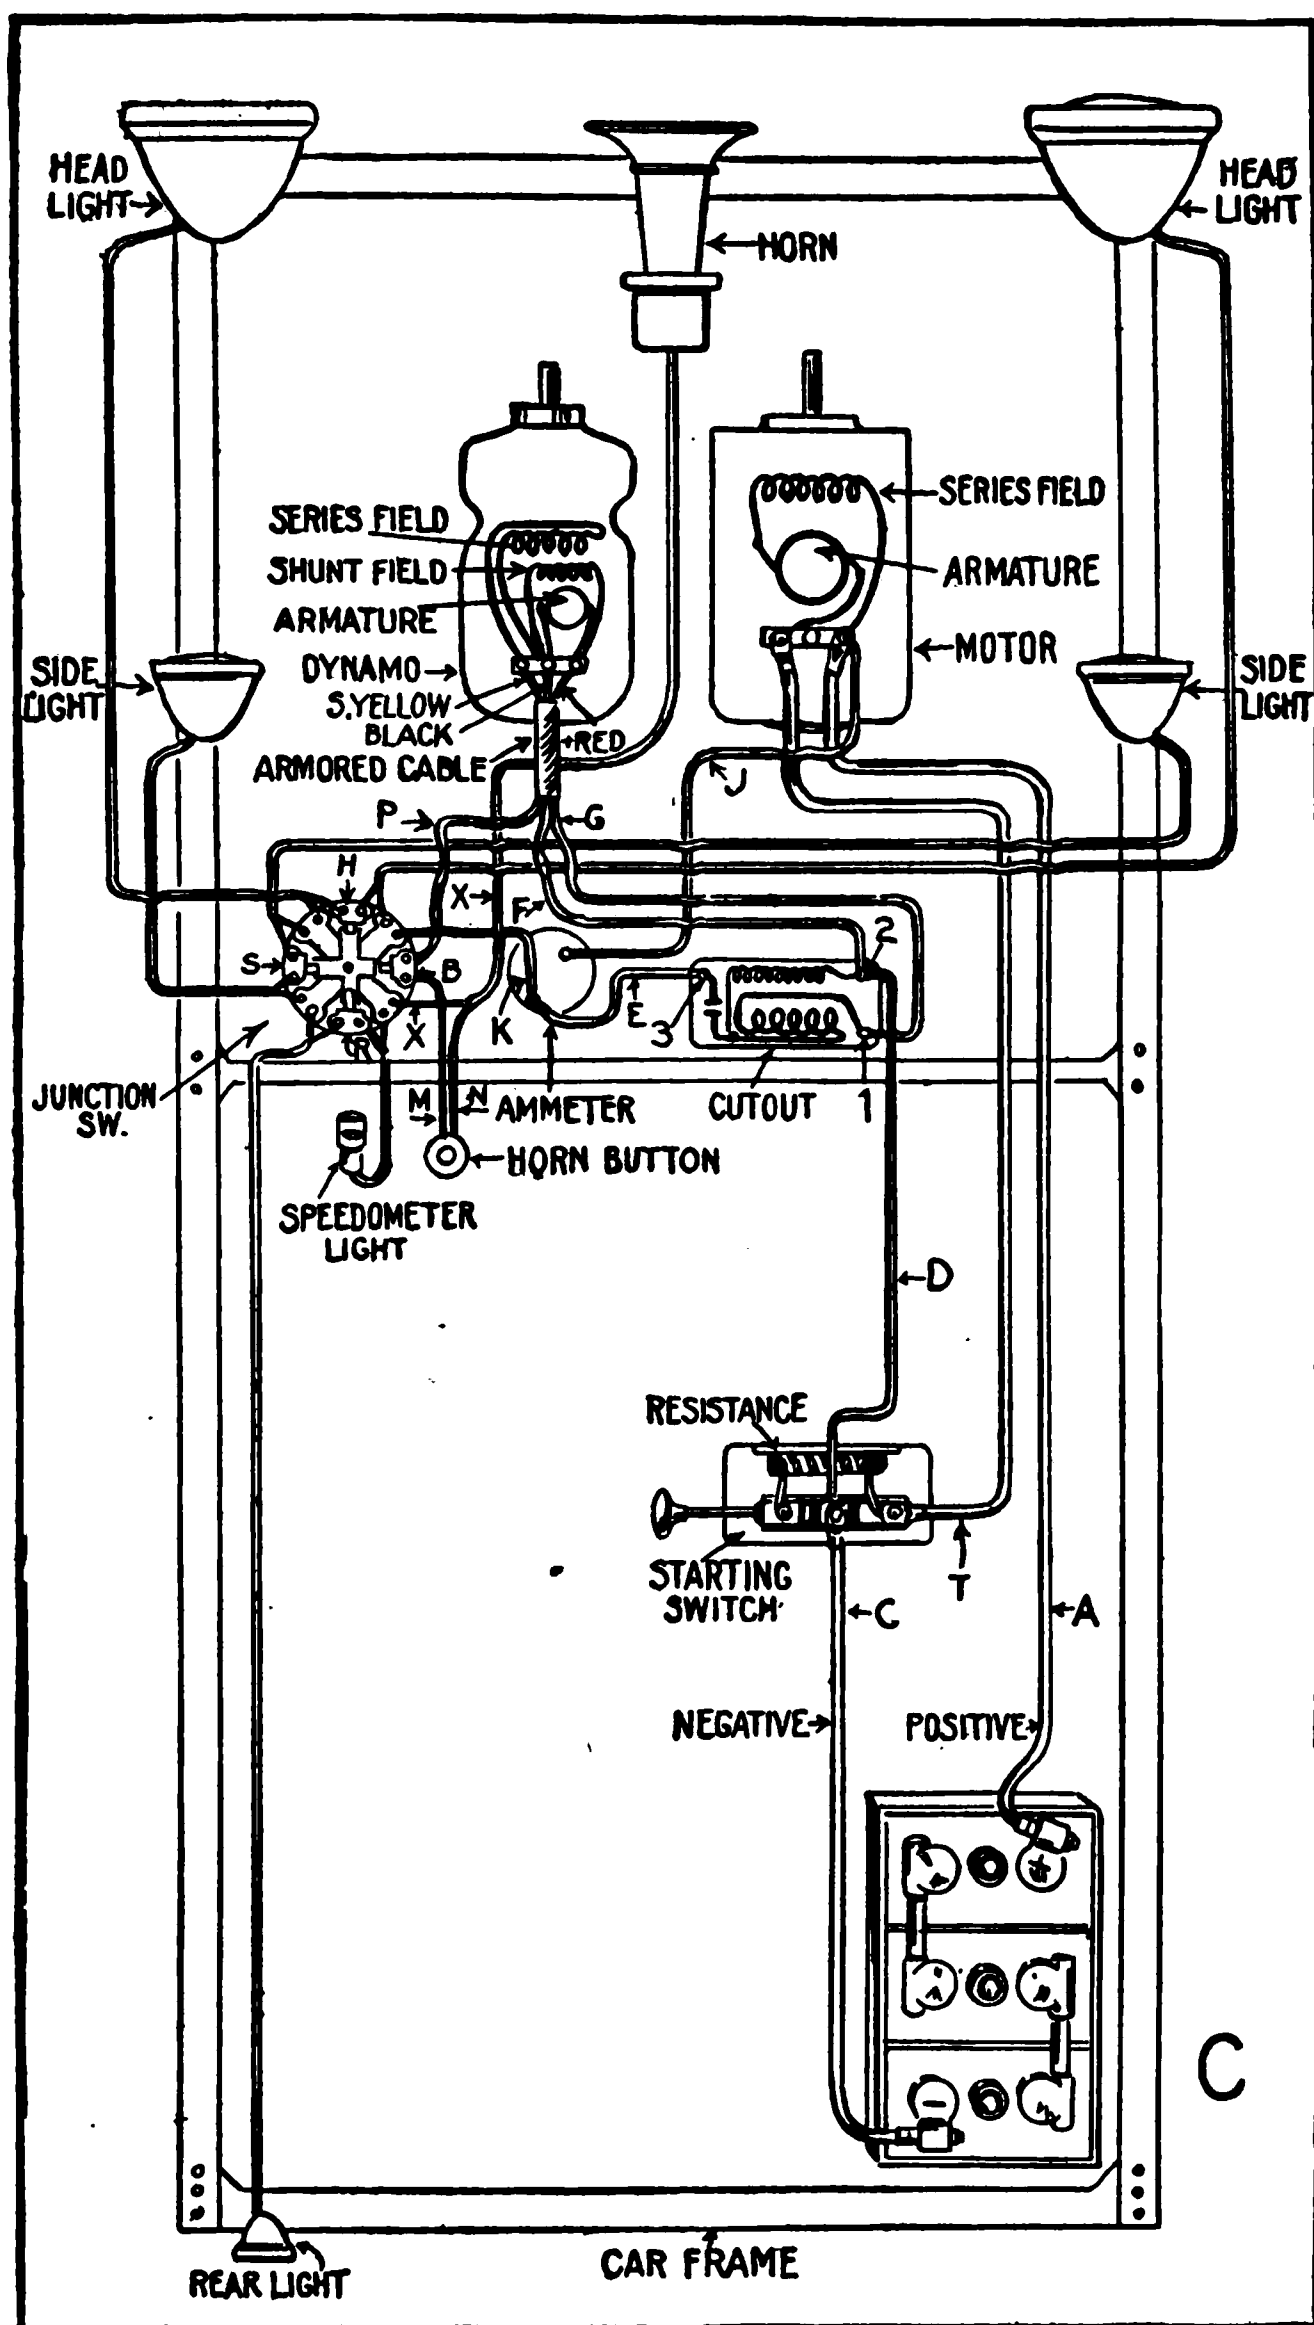 HEAD
LIGHT
HEAD
LIGHT
HORN
SERIES FIELD
SERIES FIELD
SHUNT FIELD
ARMATURE
ARMATURE
DYNAMO
MOTOR
SIDE
LIGHT
SIDE
LIGHT
S.YELLOW
BLACK
RED
ARMORED CABLE
J
P
G
H
X
F
2
S
B
E
3
K
X
R
JUNCTION
SW.
M
N
AMMETER
CUTOUT
1
HORN BUTTON
SPEEDOMETER
LIGHT
D
RESISTANCE
STARTING
SWITCH
T
C
A
NEGATIVE
POSITIVE
C
CAR FRAME
REAR LIGHT